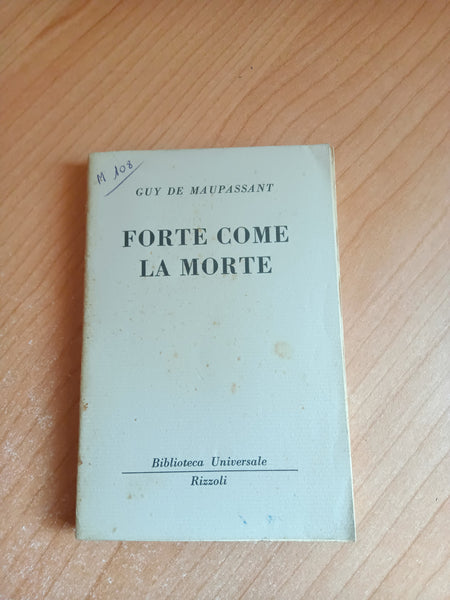 M 108
GUY DE MAUPASSANT
FORTE COME
LA MORTE
Biblioteca Universale
Rizzoli